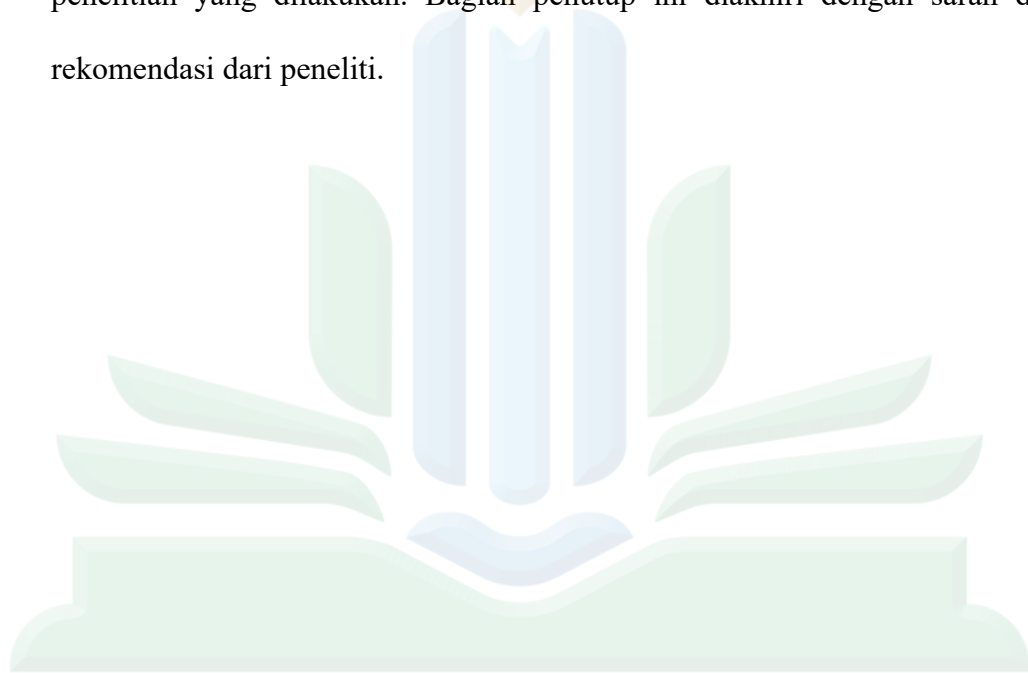 penelitian yang dilakukan. Bagian penutup ini diakhiri dengan saran
rekomendasi dari peneliti.